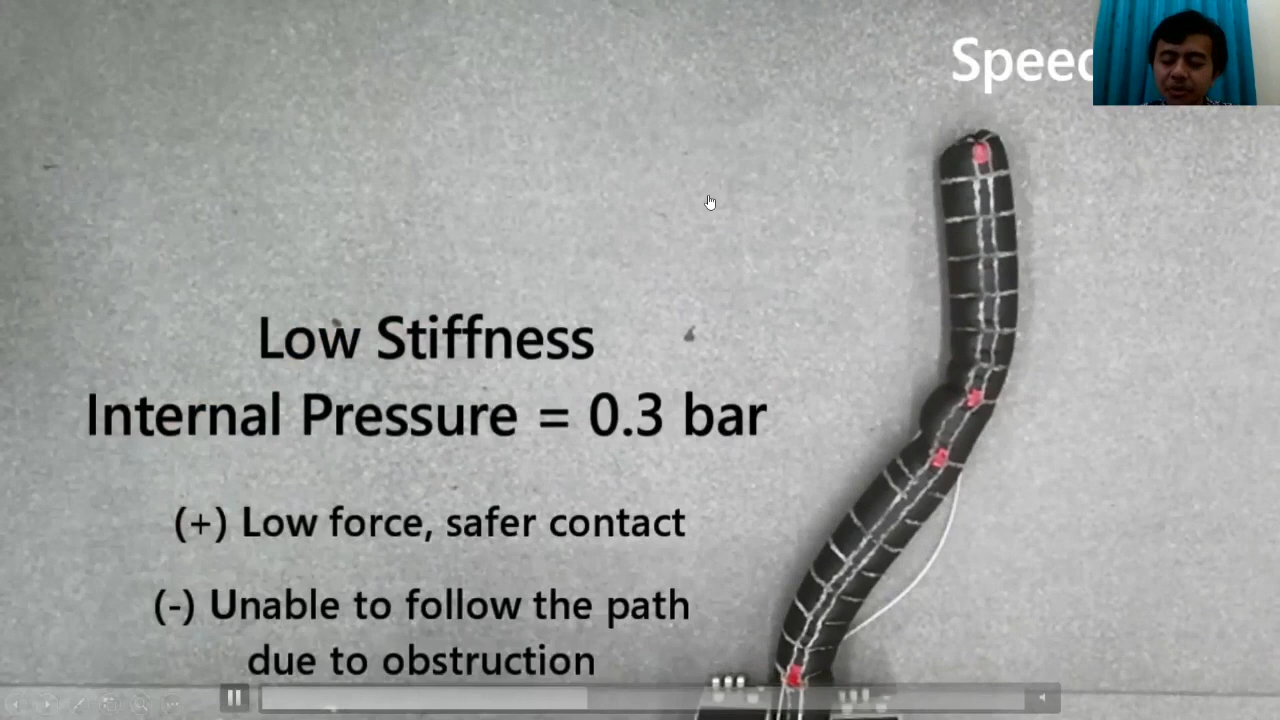 Speed
Low Stiffness
Internal Pressure = 0.3 bar
(+) Low force, safer contact
(-) Unable to follow the path
due to obstruction